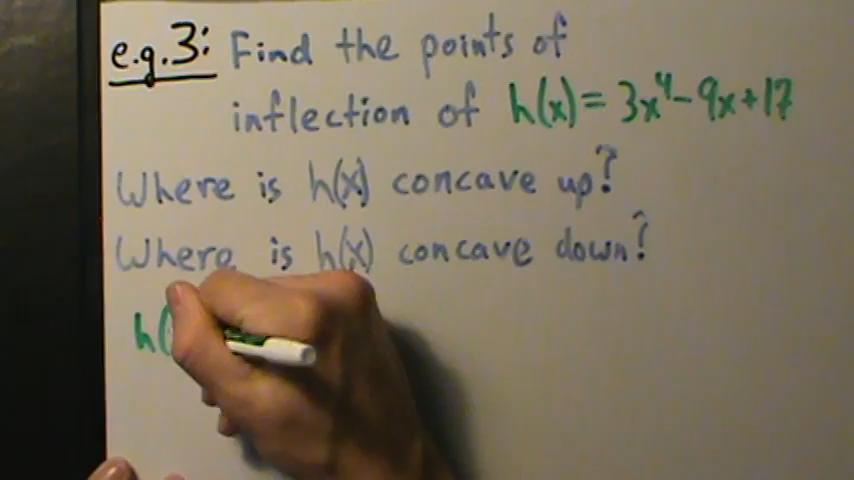 e.g. 3: Find the points of
inflection of h(x) = 3x⁴ - 9x + 17
Where is h(x) concave up?
Where is h(x) concave down?
h(